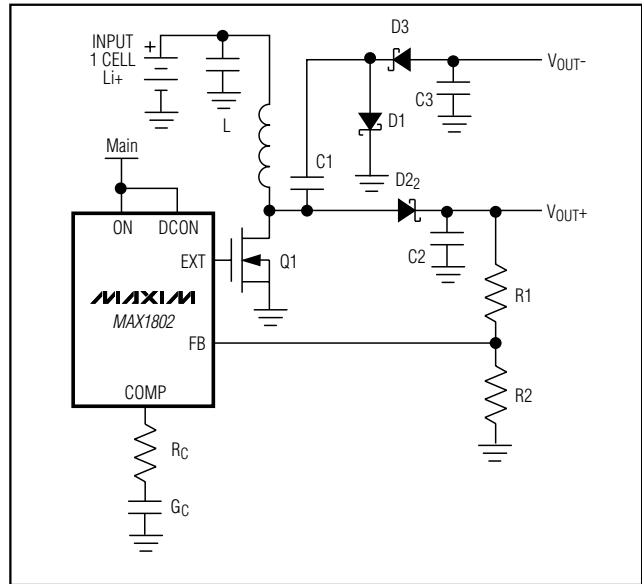 INPUT
1 CELL
Li+
+
L
C1
D3
D1
C3
VOUT-
Main
ON
DCON
EXT
MAXIM
MAX1802
FB
COMP
Q1
D22
C2
VOUT+
R1
R2
RC
GC